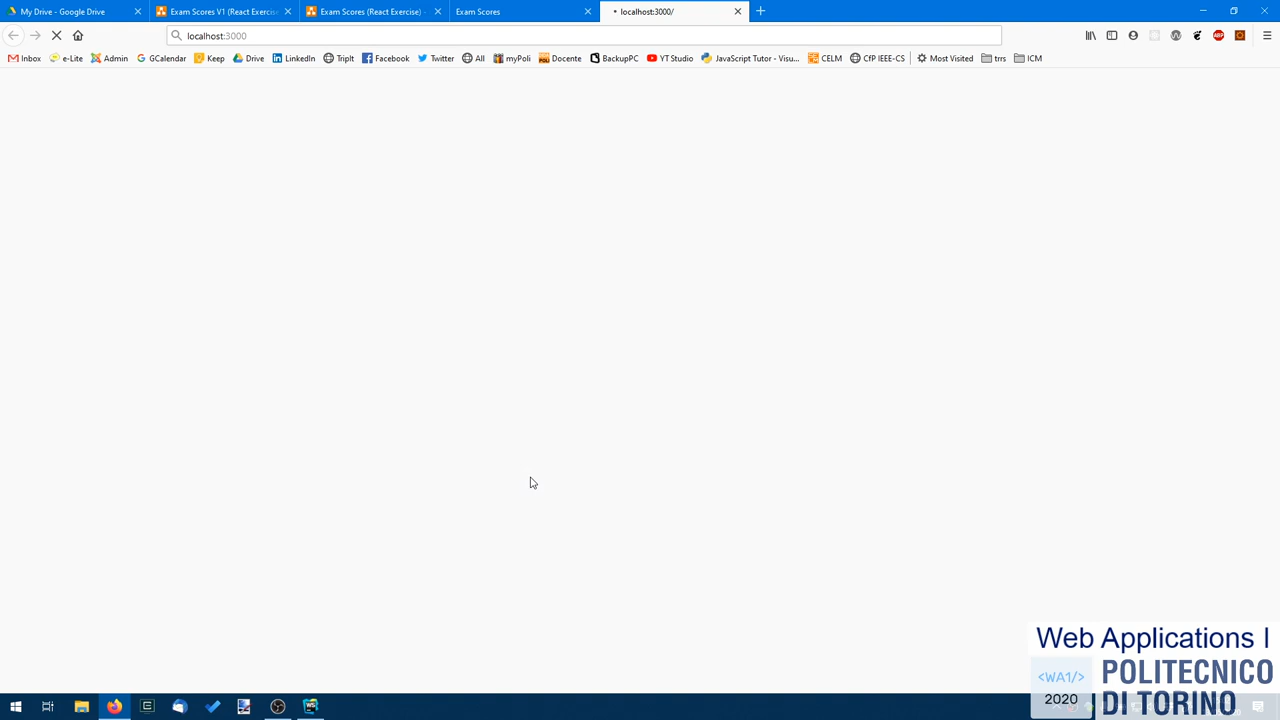 My Drive - Google Drive
Exam Scores V1 (React Exercise
Exam Scores (React Exercise) -
Exam Scores
localhost:3000/
localhost:3000
Inbox e-Lite Admin GCalendar Keep Drive LinkedIn TripIt Facebook Twitter All myPoli Docente BackupPC YT Studio JavaScript Tutor - Visu... CELM CfP IEEE-CS Most Visited trrs ICM
Web Applications I
<WA1/>
2020
POLITECNICO
DI TORINO